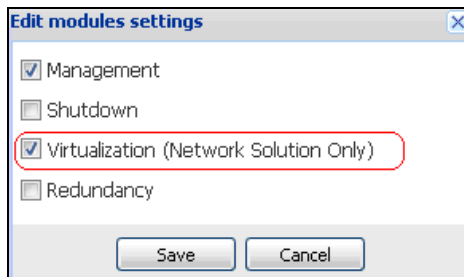 Edit modules settings
Management
Shutdown
Virtualization (Network Solution Only)
Redundancy
Save Cancel